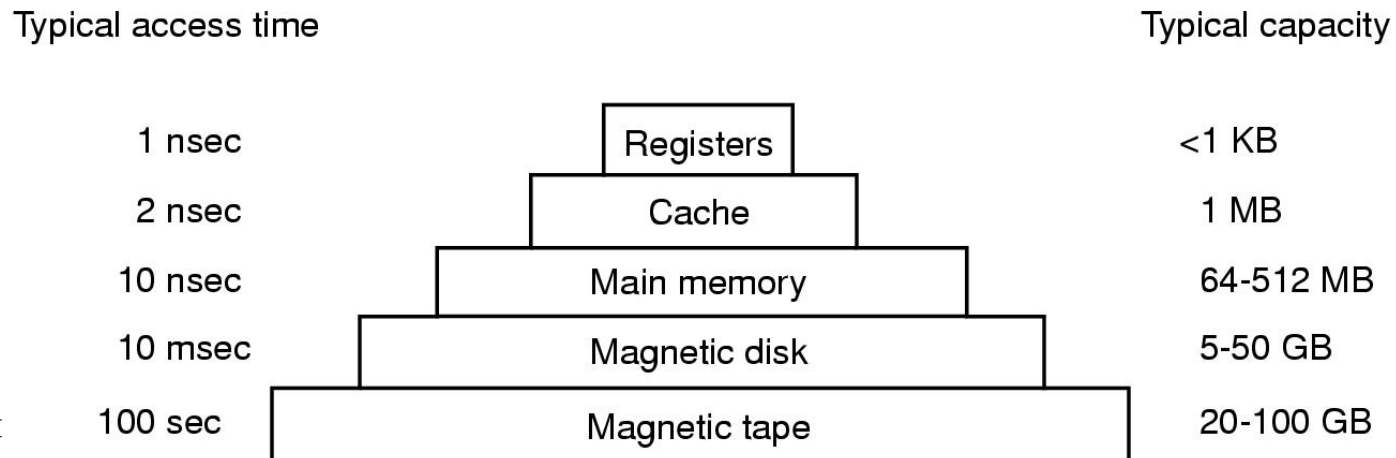 Typical access time Typical capacity
1 nsec Registers <1 KB
2 nsec Cache 1 MB
10 nsec Main memory 64-512 MB
10 msec Magnetic disk 5-50 GB
100 sec Magnetic tape 20-100 GB